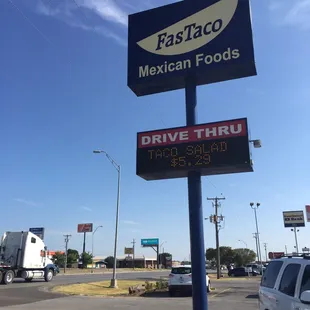 FasTaco
Mexican Foods
DRIVE THRU
TACO SALAD
$5.29